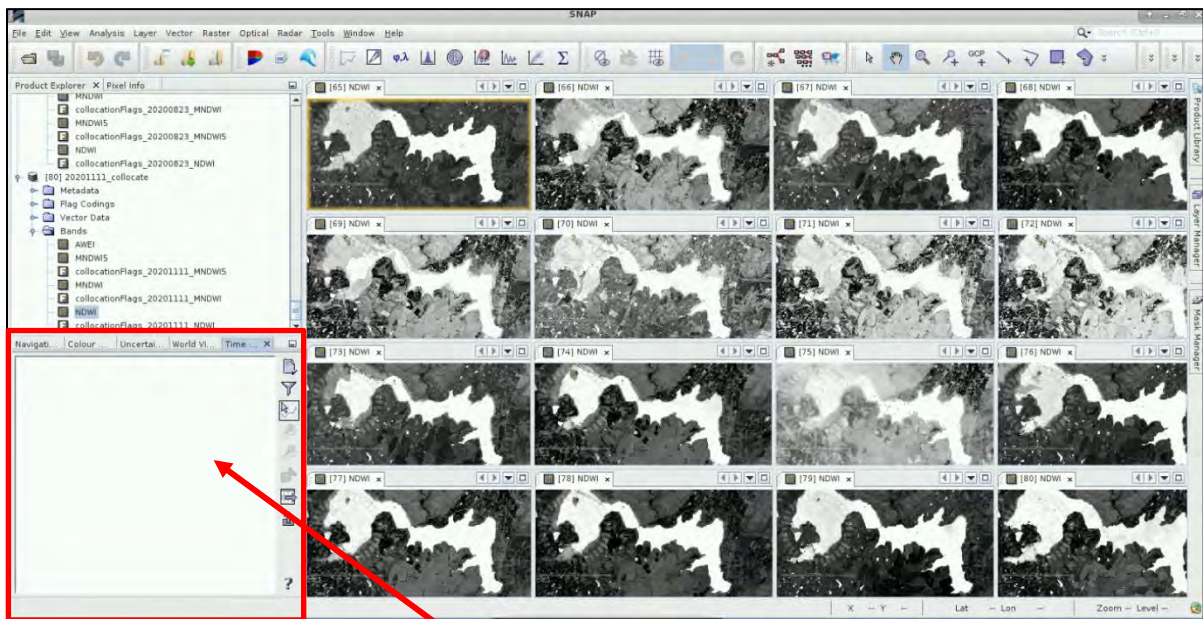 SNAP
File Edit View Analysis Layer Vector Raster Optical Radar Tools Window Help
Product Explorer X Pixel Info
MNDWI
collocationFlags_20200823_MNDWI
MNDWI5
collocationFlags_20200823_MNDWI5
NDWI
collocationFlags_20200823_NDWI
[80] 20201111_collocate
Metadata
Flag Codings
Vector Data
Bands
AWEI
MNDWI5
collocationFlags_20201111_MNDWI5
MNDWI
collocationFlags_20201111_MNDWI
NDWI
collocationFlags_20201111_NDWI
Navigati... Colour ... Uncertai... World Vi... Time ... X
?
φ,λ Σ GCP
[65] NDWI x [66] NDWI x [67] NDWI x [68] NDWI x
[69] NDWI x [70] NDWI x [71] NDWI x [72] NDWI x
[73] NDWI x [74] NDWI x [75] NDWI x [76] NDWI x
[77] NDWI x [78] NDWI x [79] NDWI x [80] NDWI x
Product Library
Layer Manager
Mask Manager
X -- Y -- Lat -- Lon -- Zoom -- Level --